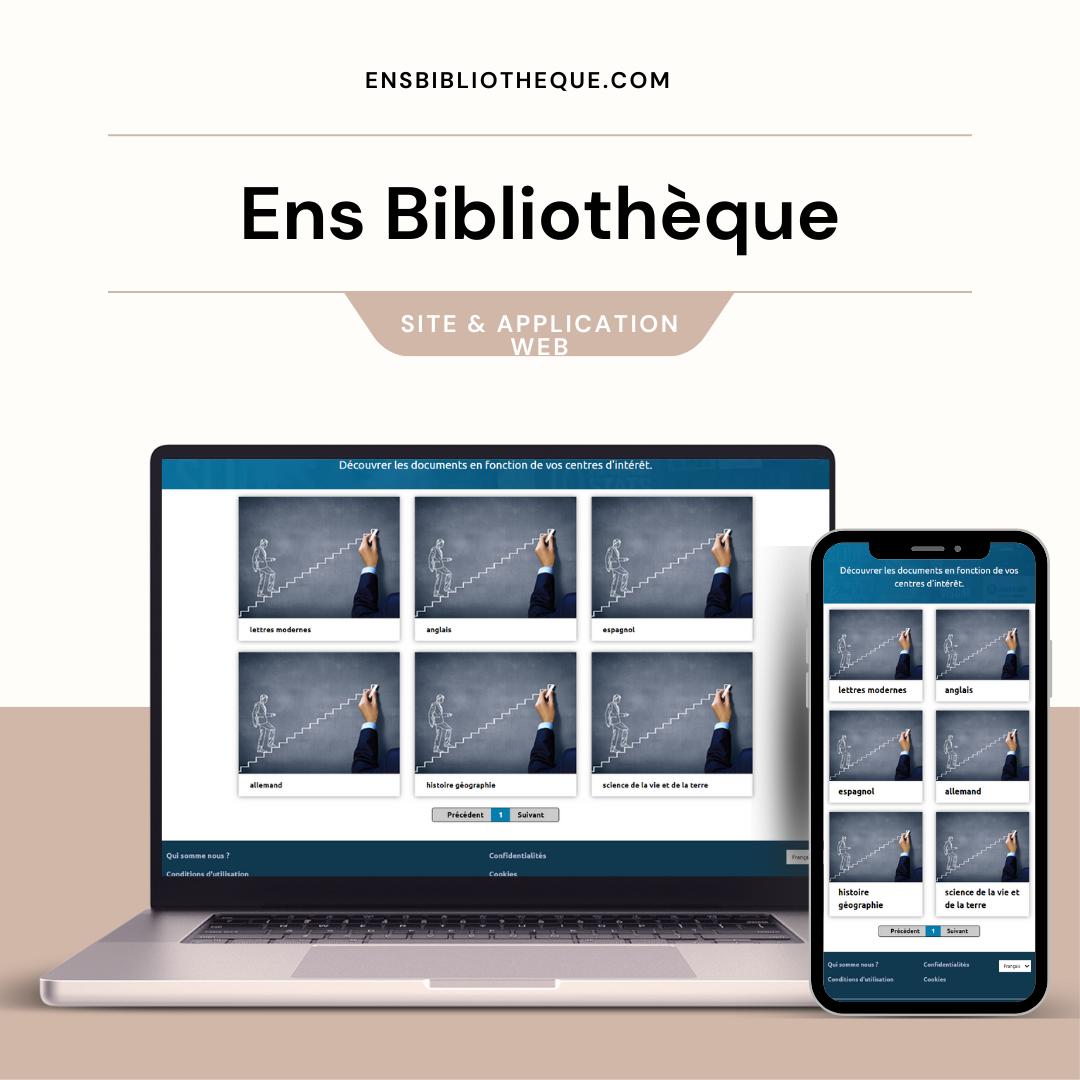 ENSBIBLIOTHEQUE.COM
Ens Bibliothèque
SITE & APPLICATION
WEB
Découvrer les documents en fonction de vos centres d'intérêt.
lettres modernes
anglais
espagnol
allemand
histoire géographie
science de la vie et de la terre
Précédent 1 Suivant
Qui somme nous ?
Confidentialités
Conditions d'utilisation
Cookies
Découvrer les documents en fonction de vos
centres d'intérêt.
lettres modernes
anglais
espagnol
allemand
histoire
géographie
science de la vie et
de la terre
Précédent 1 Suivant
Qui somme nous ?
Confidentialités
Français
Conditions d'utilisation
Cookies